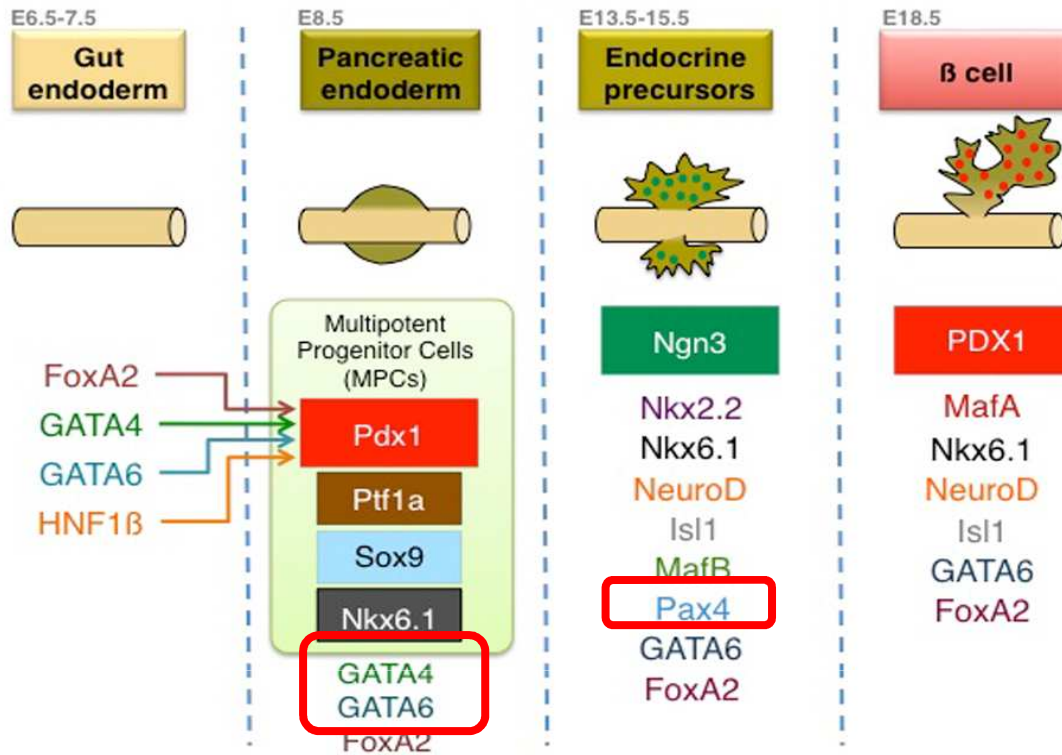 E6.5-7.5
Gut
endoderm
FoxA2
GATA4
GATA6
HNF1ß
E8.5
Pancreatic
endoderm
Multipotent
Progenitor Cells
(MPCs)
Pdx1
Ptf1a
Sox9
Nkx6.1
GATA4
GATA6
FoxA2
E13.5-15.5
Endocrine
precursors
Ngn3
Nkx2.2
Nkx6.1
NeuroD
Isl1
MafB
Pax4
GATA6
FoxA2
E18.5
ß cell
PDX1
MafA
Nkx6.1
NeuroD
Isl1
GATA6
FoxA2